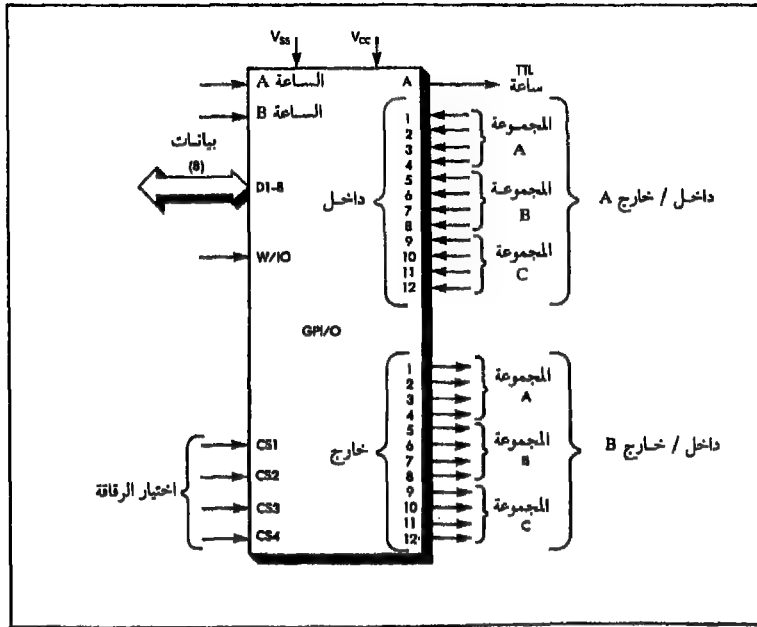 V_SS V_CC
A الساعة A TTL
ساعة
B الساعة
بيانات
(8)
D1-8
W/IO
GPI/O
اختيار الرقاقة
CS1
CS2
CS3
CS4
داخل
1
2
3
4
5
6
7
8
9
10
11
12
المجموعة
A
المجموعة
B
المجموعة
C
داخل / خارج A
خارج
1
2
3
4
5
6
7
8
9
10
11
12
المجموعة
A
المجموعة
B
المجموعة
C
داخل / خارج B